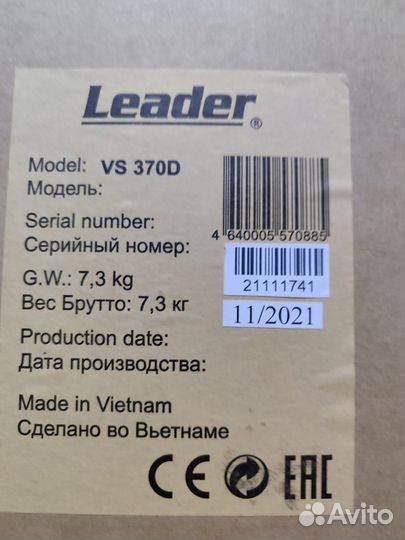 Leader®
Model: VS 370D
Модель:
Serial number:
4 640005 570885
Серийный номер:
G.W.: 7,3 kg
21111741
Вес Брутто: 7,3 кг
11/2021
Production date:
Дата производства:
Made in Vietnam
Сделано во Вьетнаме
CE EAC
Avito